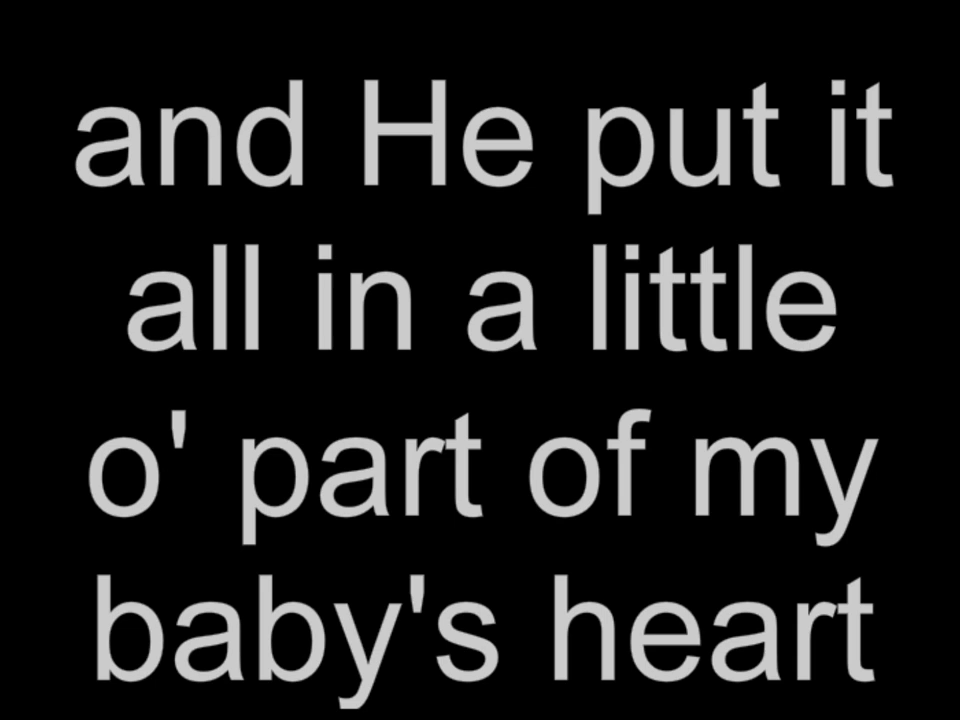 and He put it
all in a little
o' part of my
baby's heart